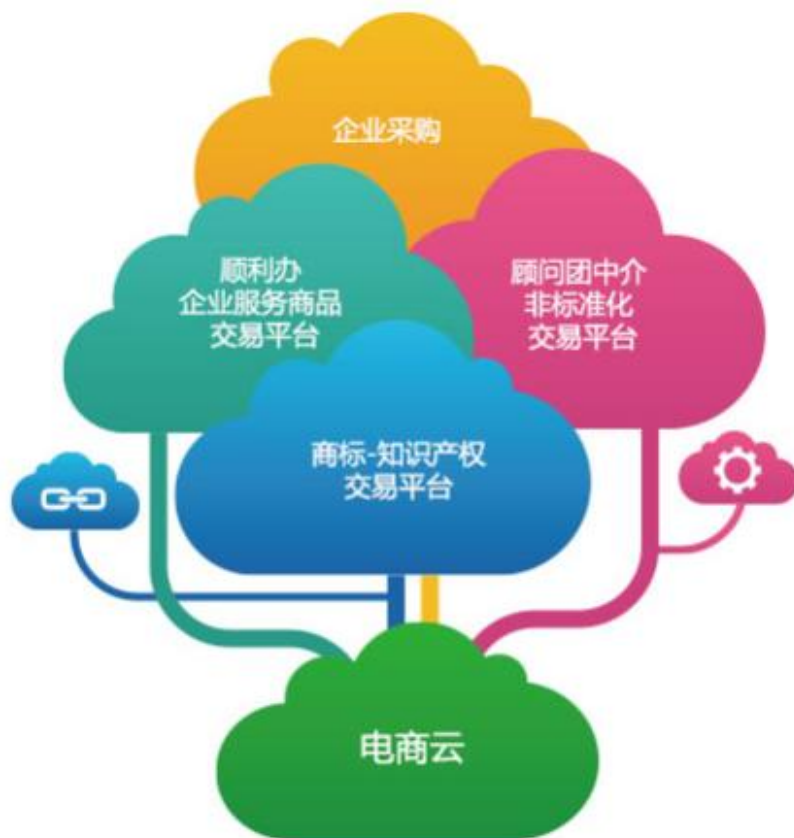 企业采购
顺利办
企业服务商品
交易平台
顾问团中介
非标准化
交易平台
商标-知识产权
交易平台
电商云